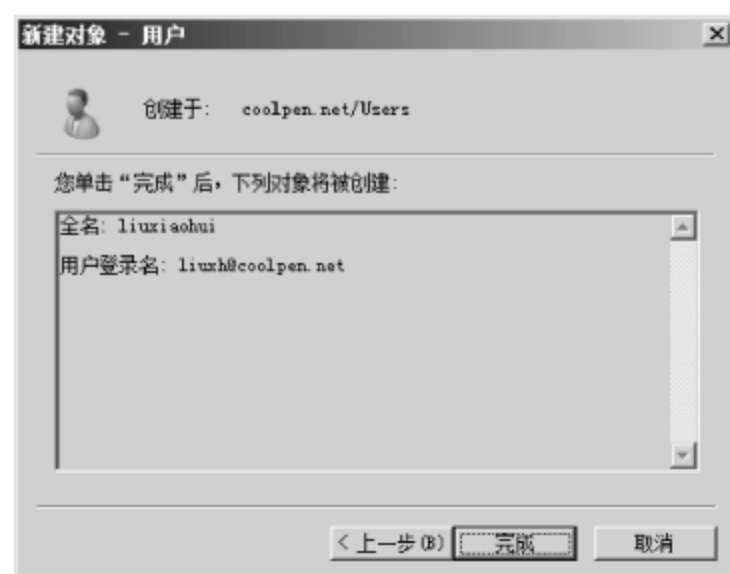 新建对象 - 用户
创建于: coolpen.net/Users
您单击“完成”后，下列对象将被创建:
全名: liuxiaohui
用户登录名: liuxh@coolpen.net
< 上一步(B) 完成 取消